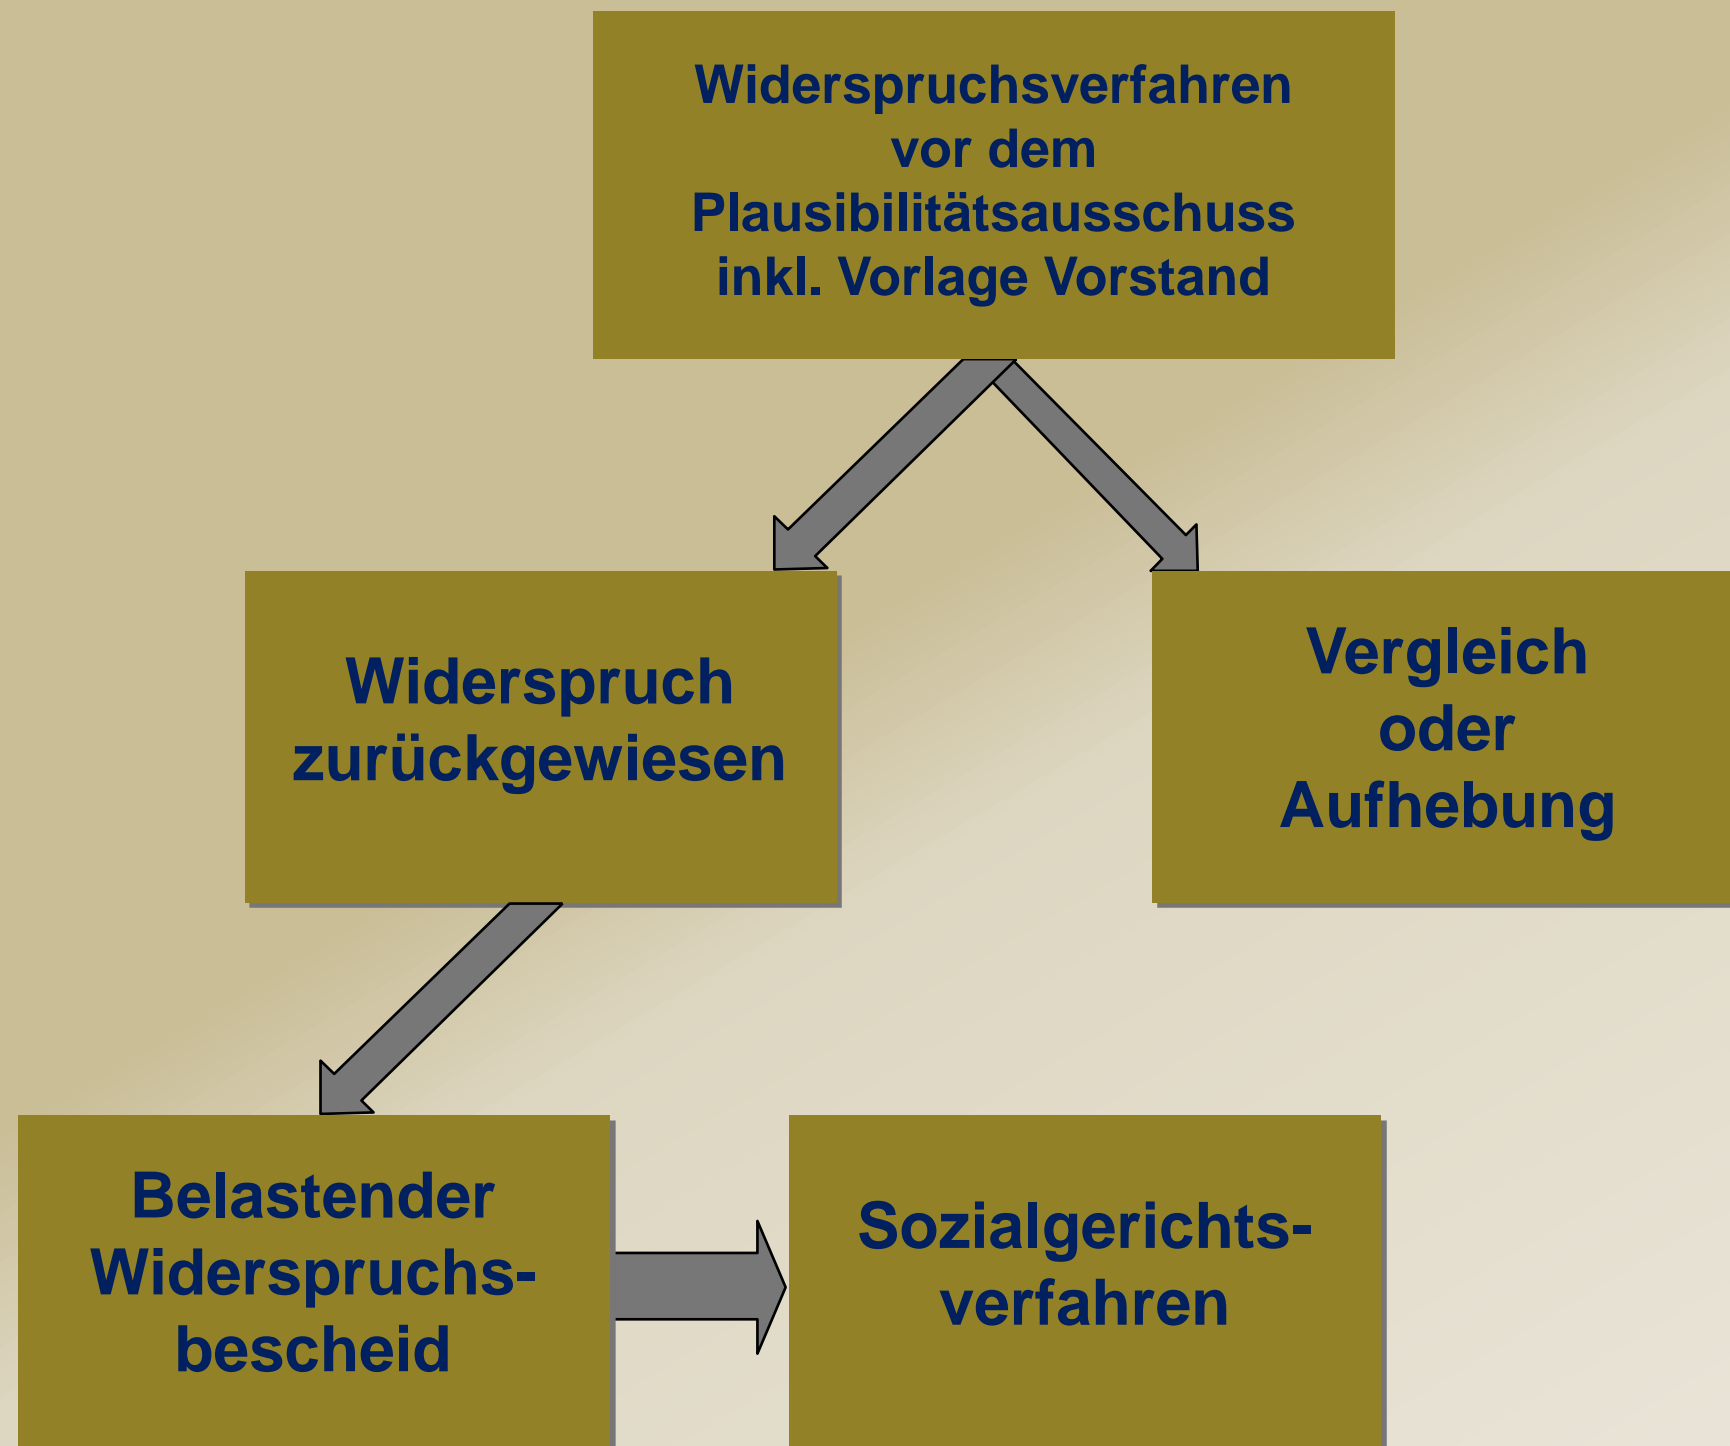 Widerspruchsverfahren
vor dem
Plausibilitätsausschuss
inkl. Vorlage Vorstand
Widerspruch
zurückgewiesen
Vergleich
oder
Aufhebung
Belastender
Widerspruchs-
bescheid
Sozialgerichts-
verfahren